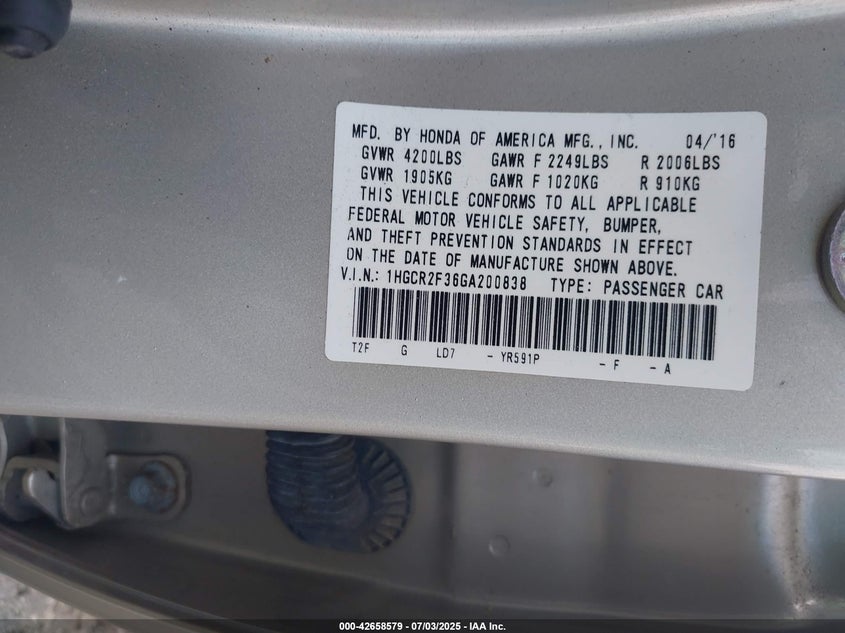 MFD. BY HONDA OF AMERICA MFG., INC. 04/'16
GVWR 4200LBS GAWR F 2249LBS R 2006LBS
GVWR 1905KG GAWR F 1020KG R 910KG
THIS VEHICLE CONFORMS TO ALL APPLICABLE
FEDERAL MOTOR VEHICLE SAFETY, BUMPER,
AND THEFT PREVENTION STANDARDS IN EFFECT
ON THE DATE OF MANUFACTURE SHOWN ABOVE.
V.I.N.: 1HGCR2F36GA200838 TYPE: PASSENGER CAR
T2F G LD7 - YR591P - F - A
000-42658579 - 07/03/2025 - IAA Inc.